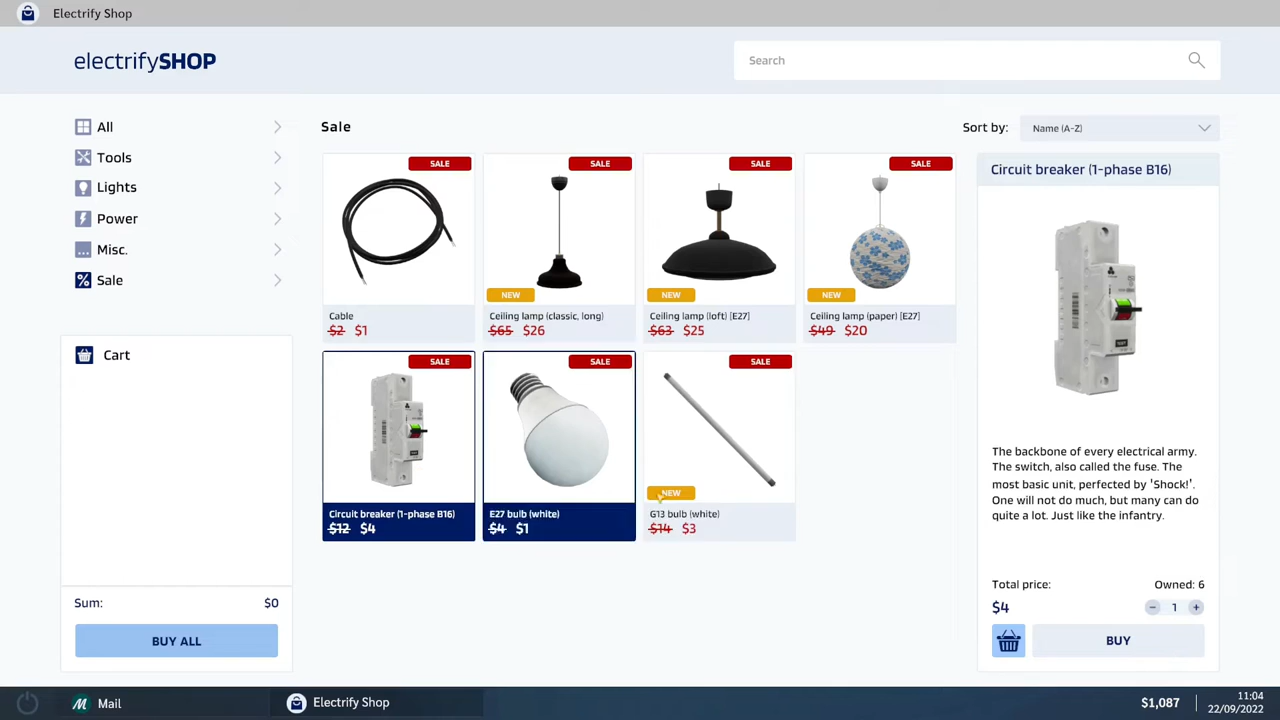 Electrify Shop
electrifySHOP
Search
All
Tools
Lights
Power
Misc.
Sale
Cart
Sum: $0
BUY ALL
Sale
Sort by: Name (A-Z)
SALE
Cable
$2 $1
SALE
NEW
Ceiling lamp (classic, long)
$65 $26
SALE
NEW
Ceiling lamp (loft) [E27]
$63 $25
SALE
NEW
Ceiling lamp (paper) [E27]
$49 $20
SALE
Circuit breaker (1-phase B16)
$12 $4
SALE
E27 bulb (white)
$4 $1
SALE
NEW
G13 bulb (white)
$14 $3
Circuit breaker (1-phase B16)
The backbone of every electrical army.
The switch, also called the fuse. The
most basic unit, perfected by 'Shock!'.
One will not do much, but many can do
quite a lot. Just like the infantry.
Total price: Owned: 6
$4 − 1 +
BUY
Mail
Electrify Shop
$1,087
11:04
22/09/2022